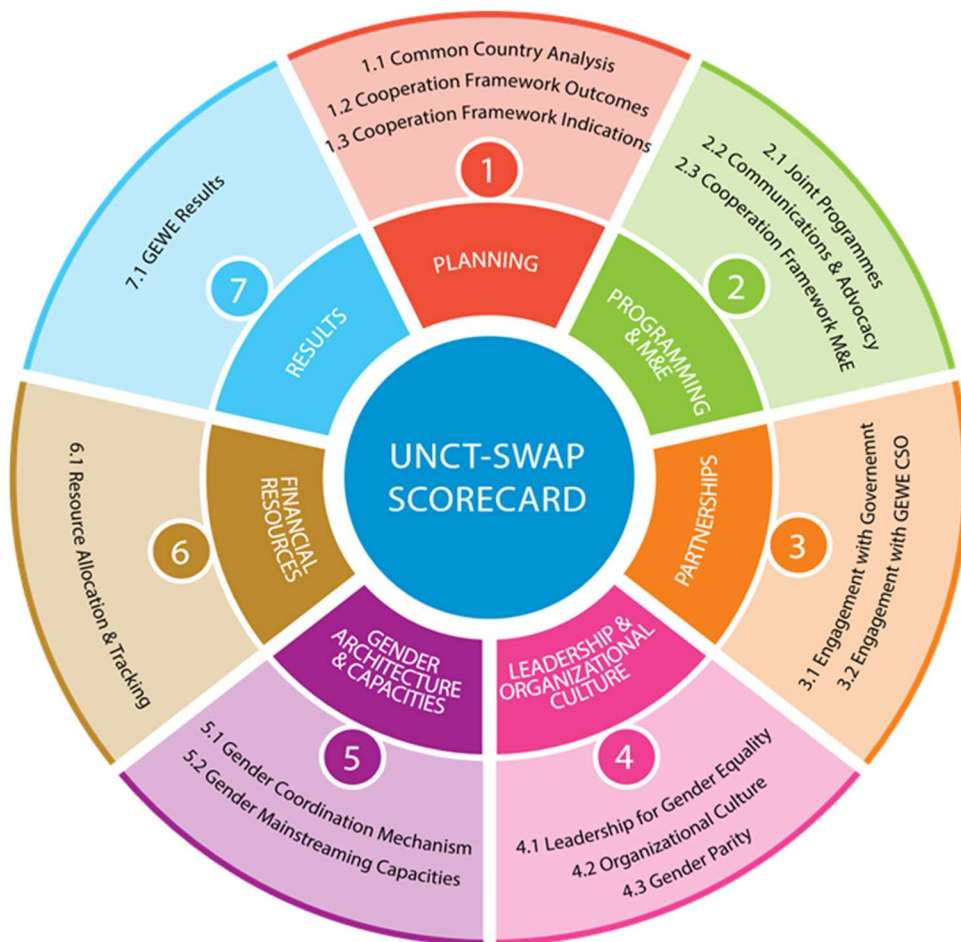 UNCT-SWAP
SCORECARD
1
PLANNING
1.1 Common Country Analysis
1.2 Cooperation Framework Outcomes
1.3 Cooperation Framework Indications
2
PROGRAMMING
& M&E
2.1 Joint Programmes
2.2 Communications & Advocacy
2.3 Cooperation Framework M&E
3
PARTNERSHIPS
3.1 Engagement with Governemnt
3.2 Engagement with GEWE CSO
4
LEADERSHIP &
ORGANIZATIONAL
CULTURE
4.1 Leadership for Gender Equality
4.2 Organizational Culture
4.3 Gender Parity
5
GENDER
ARCHITECTURE
& CAPACITIES
5.1 Gender Coordination Mechanism
5.2 Gender Mainstreaming Capacities
6
FINANCIAL
RESOURCES
6.1 Resource Allocation & Tracking
7
RESULTS
7.1 GEWE Results